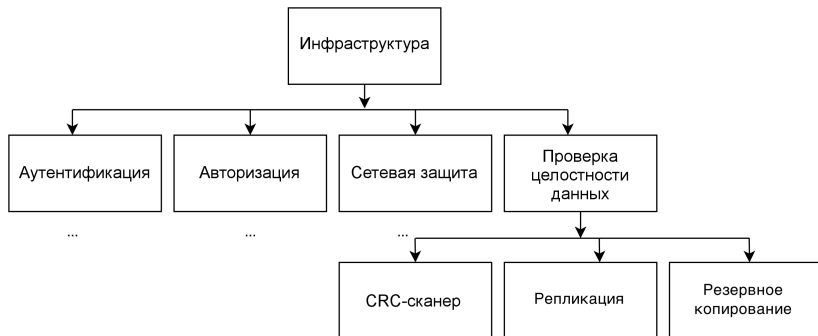 Инфраструктура
Аутентификация
Авторизация
Сетевая защита
Проверка
целостности
данных
...
...
...
CRC-сканер
Репликация
Резервное
копирование